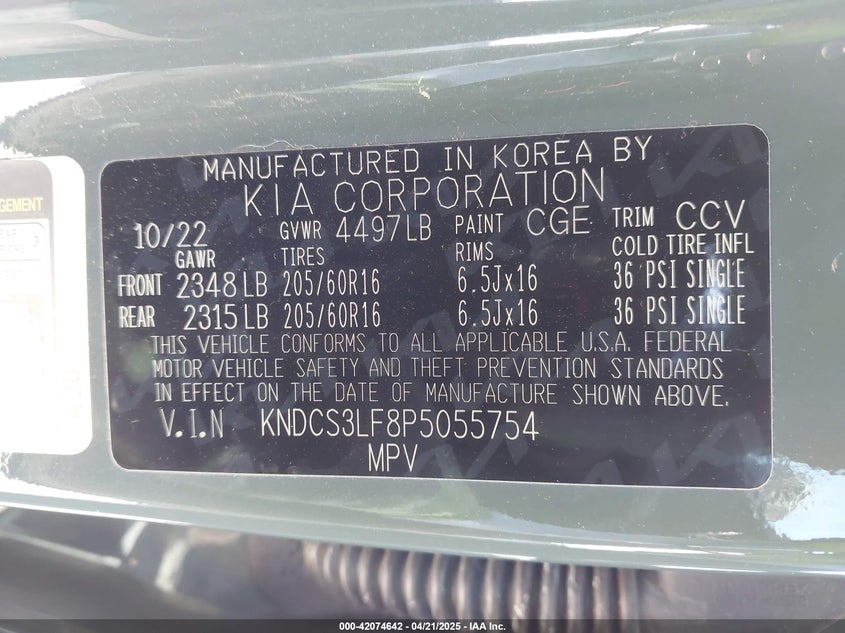 GEMENT
MANUFACTURED IN KOREA BY
KIA CORPORATION
10/22 GVWR 4497LB PAINT CGE TRIM CCV
GAWR TIRES RIMS COLD TIRE INFL
FRONT 2348LB 205/60R16 6.5Jx16 36 PSI SINGLE
REAR 2315LB 205/60R16 6.5Jx16 36 PSI SINGLE
THIS VEHICLE CONFORMS TO ALL APPLICABLE U.S.A. FEDERAL
MOTOR VEHICLE SAFETY AND THEFT PREVENTION STANDARDS
IN EFFECT ON THE DATE OF MANUFACTURE SHOWN ABOVE.
V.I.N KNDCS3LF8P5055754
MPV
000-42074642 / 04/21/2025 — IAA Inc.